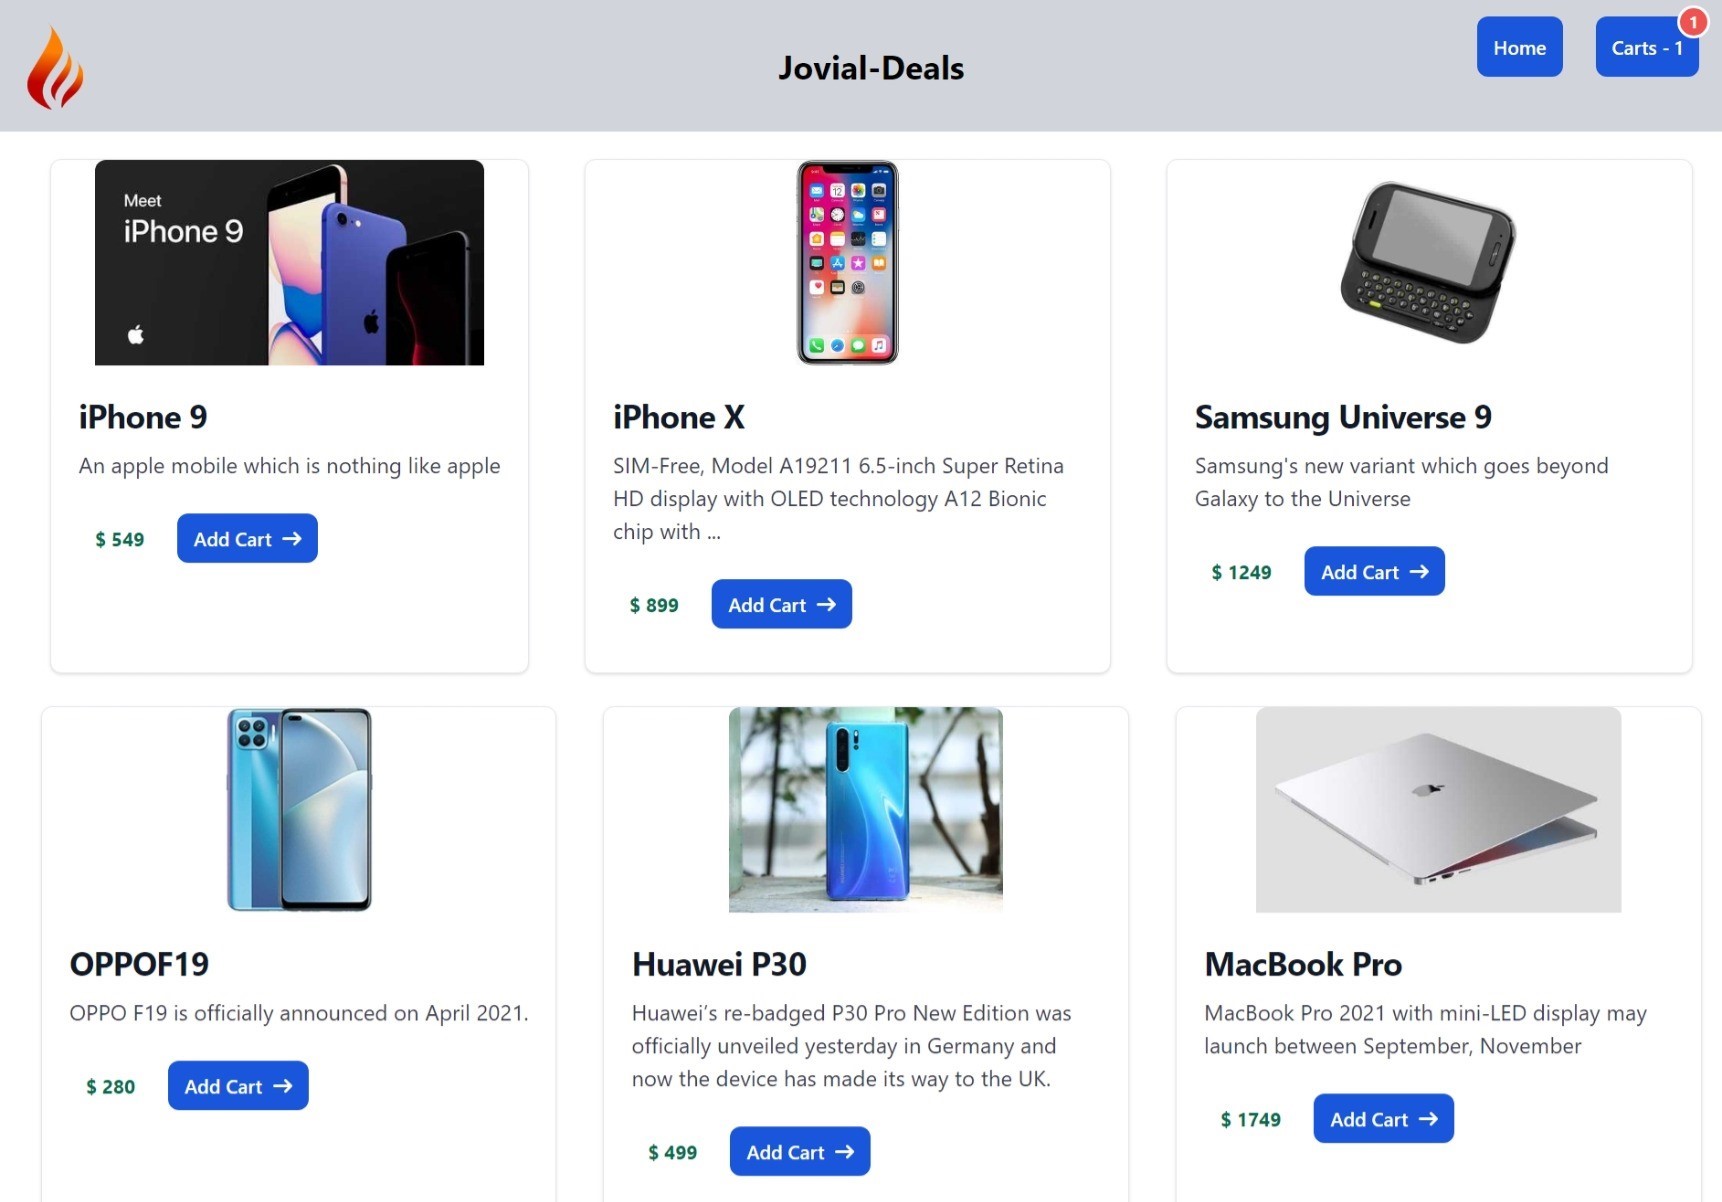 Jovial-Deals
Home
Carts - 1
1
Meet
iPhone 9
iPhone 9
An apple mobile which is nothing like apple
$ 549
Add Cart →
iPhone X
SIM-Free, Model A19211 6.5-inch Super Retina
HD display with OLED technology A12 Bionic
chip with ...
$ 899
Add Cart →
Samsung Universe 9
Samsung's new variant which goes beyond
Galaxy to the Universe
$ 1249
Add Cart →
OPPOF19
OPPO F19 is officially announced on April 2021.
$ 280
Add Cart →
Huawei P30
Huawei’s re-badged P30 Pro New Edition was
officially unveiled yesterday in Germany and
now the device has made its way to the UK.
$ 499
Add Cart →
MacBook Pro
MacBook Pro 2021 with mini-LED display may
launch between September, November
$ 1749
Add Cart →